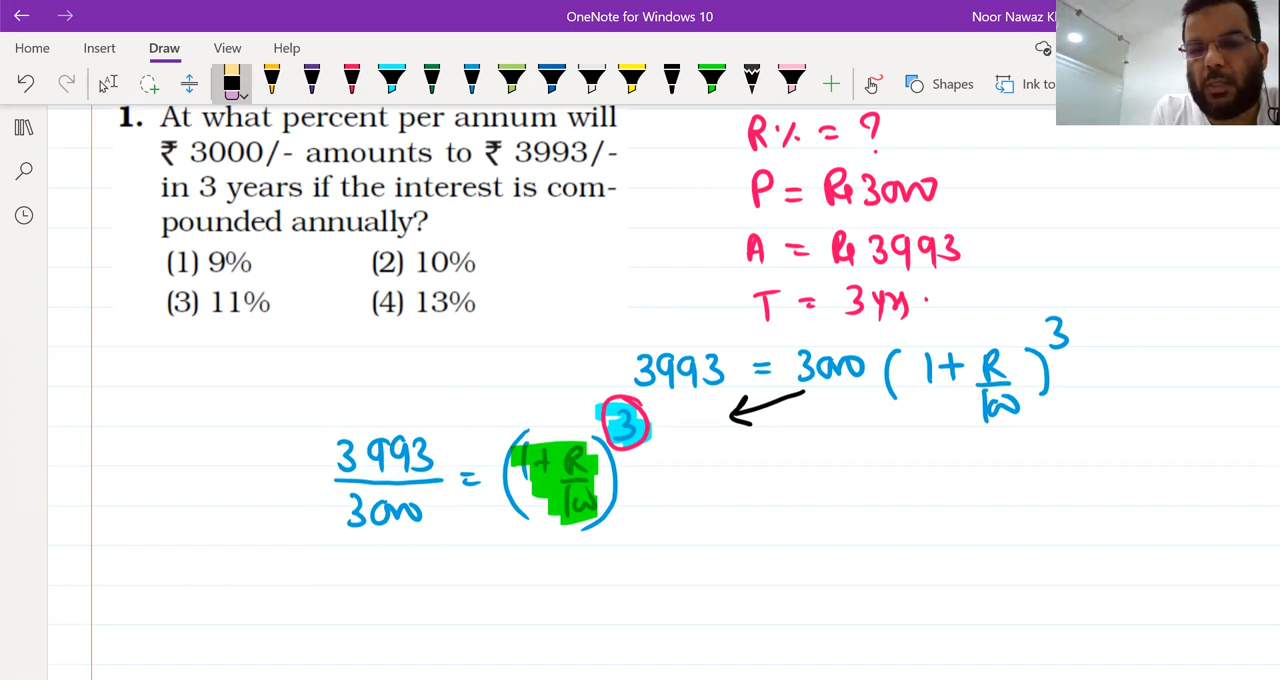 OneNote for Windows 10
Noor Nawaz Kh
Home Insert Draw View Help
Shapes Ink to
1. At what percent per annum will
₹ 3000/- amounts to ₹ 3993/-
in 3 years if the interest is com-
pounded annually?
(1) 9% (2) 10%
(3) 11% (4) 13%
R% = ?
P = Rs 3000
A = Rs 3993
T = 3 yrs.
3993 = 3000 (1 + R/100)^3
3993/3000 = (1 + R/100)^3